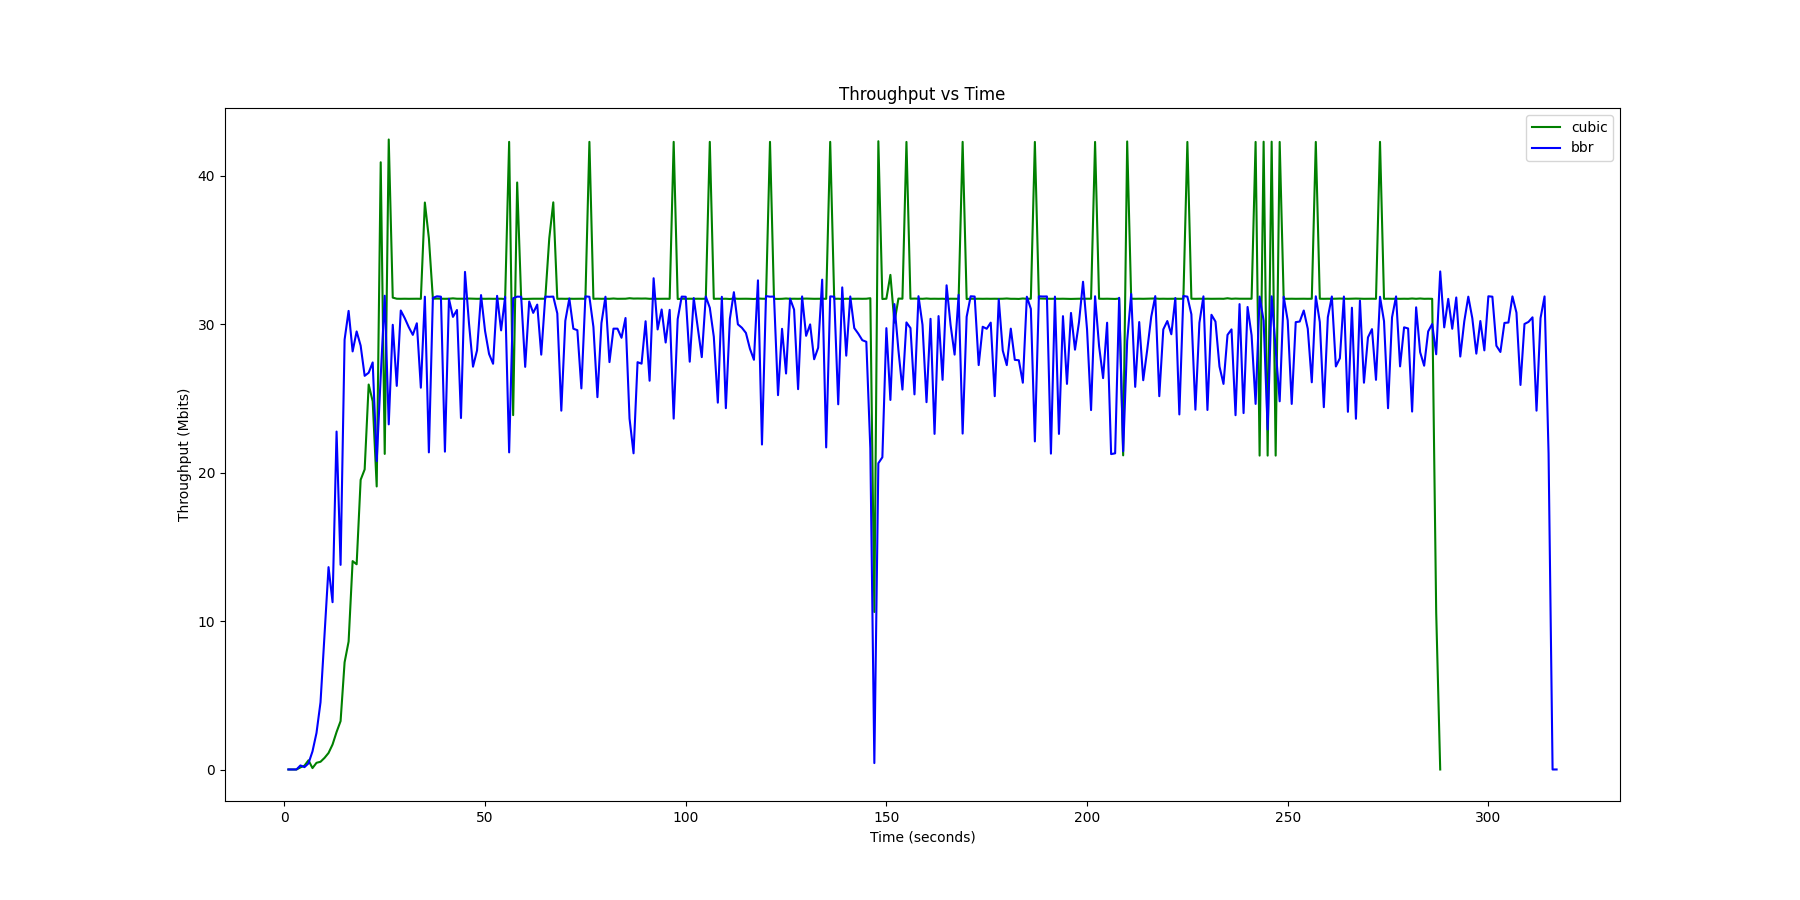 Throughput vs Time
cubic
bbr
Throughput (Mbits)
40
30
20
10
0
0 50 100 150 200 250 300
Time (seconds)